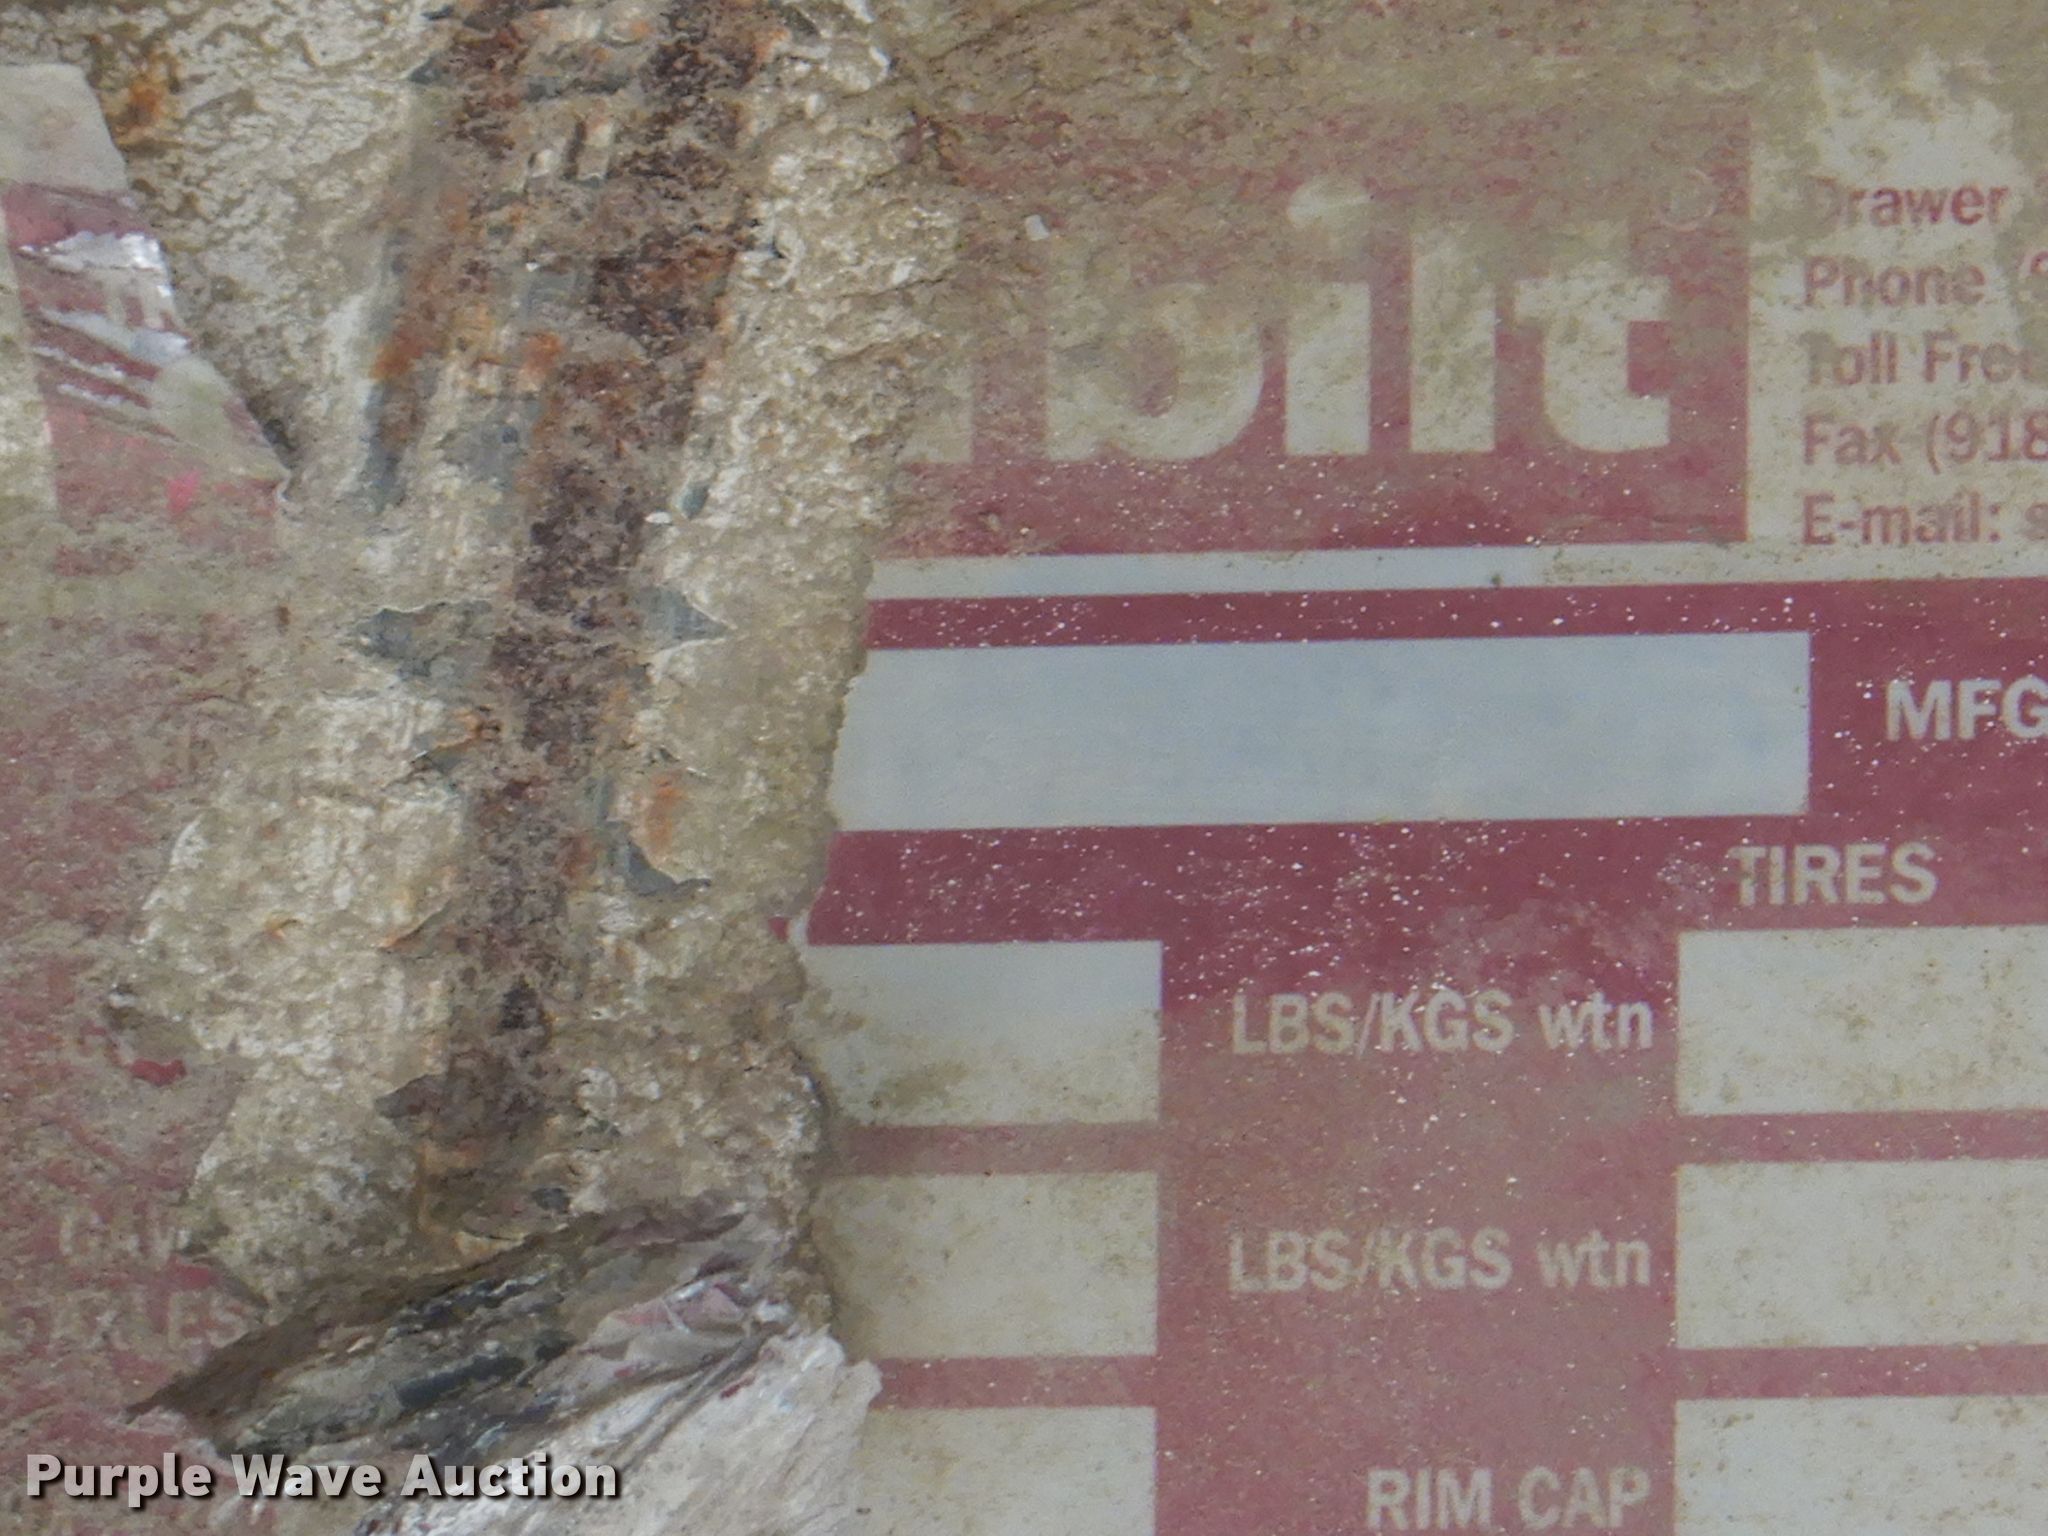 bilt
Drawer
Phone (9
Toll Free
Fax (918
E-mail: s
MFG
TIRES
LBS/KGS wtn
LBS/KGS wtn
RIM CAP
Purple Wave Auction